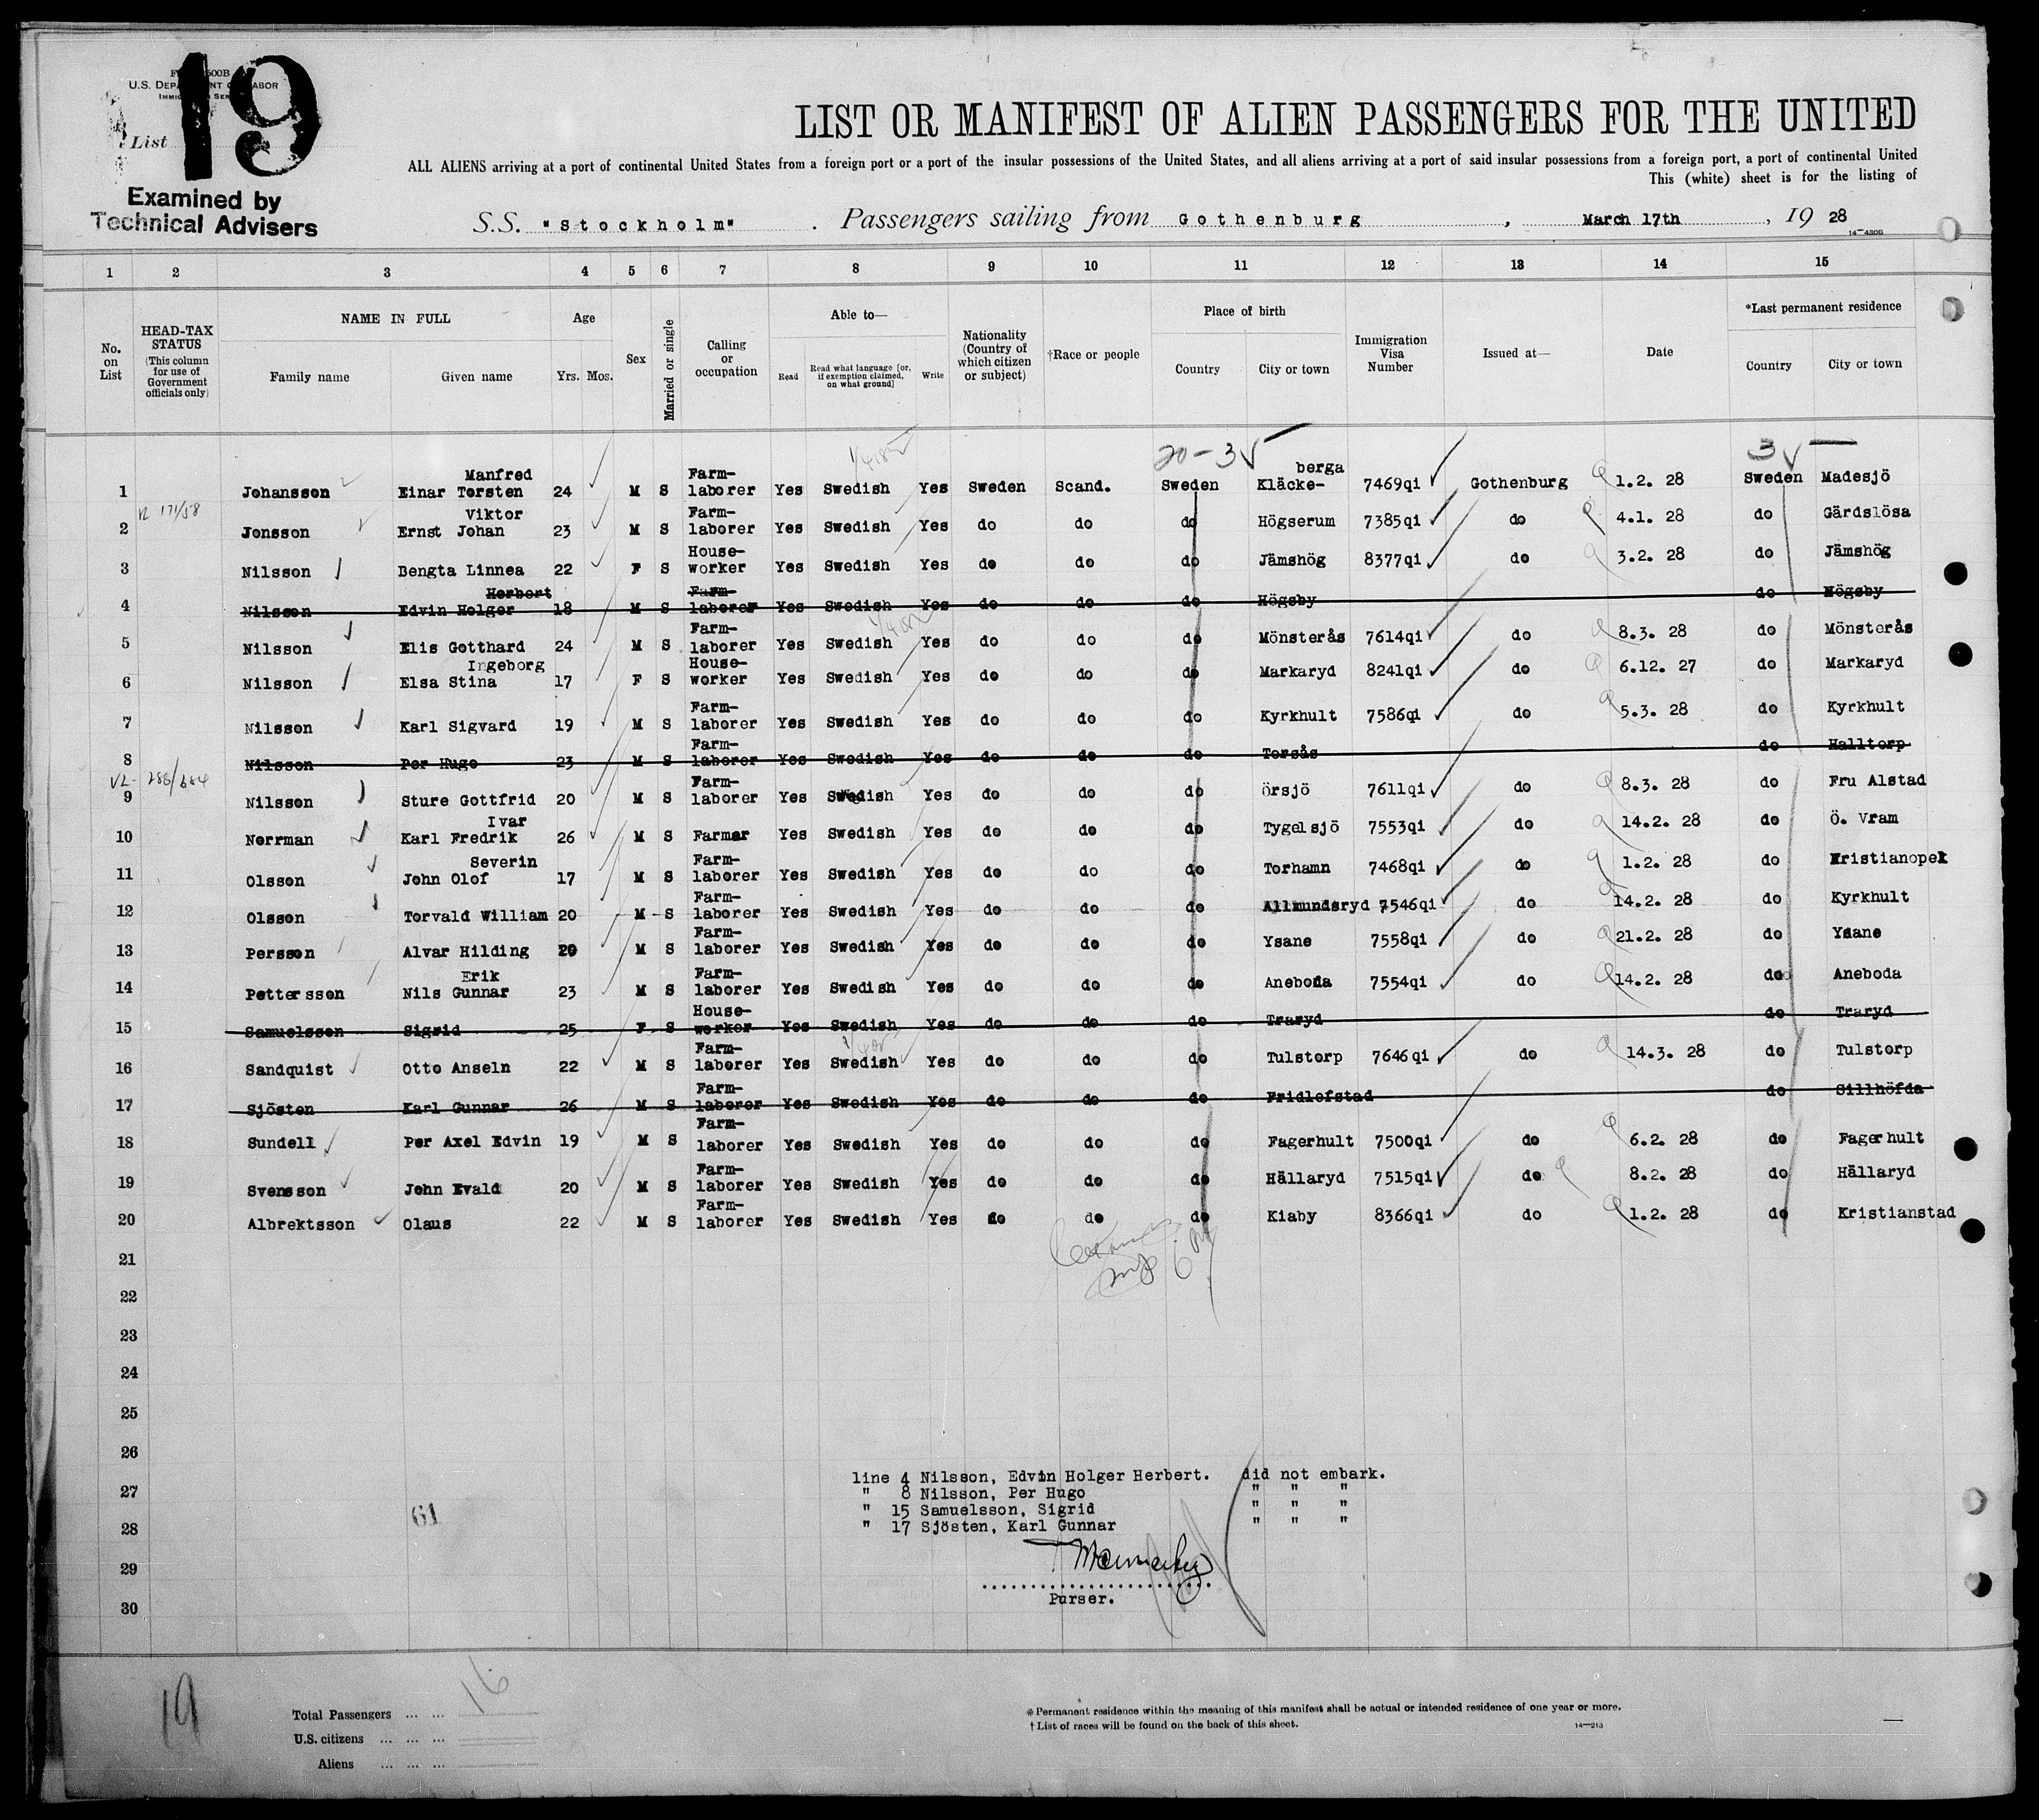 19
U.S. DEPARTMENT OF LABOR
List
Examined by
Technical Advisers
LIST OR MANIFEST OF ALIEN PASSENGERS FOR THE UNITED
ALL ALIENS arriving at a port of continental United States from a foreign port or a port of the insular possessions of the United States, and all aliens arriving at a port of said insular possessions from a foreign port, a port of continental United
This (white) sheet is for the listing of
S.S. "Stockholm" . Passengers sailing from Gothenburg , March 17th , 19 28
1 2 3 4 5 6 7 8 9 10 11 12 13 14 15
No. on List
HEAD-TAX STATUS (This column for use of Government officials only)
NAME IN FULL
Family name Given name
Age
Yrs. Mos.
Sex
Married or single
Calling or occupation
Able to—
Read
Read what language [or, if exemption claimed, on what ground]
Write
Nationality (Country of which citizen or subject)
†Race or people
Place of birth
Country City or town
Immigration Visa Number
Issued at—
Date
*Last permanent residence
Country City or town
20-3 3
1 Johansson Einar Torsten Manfred 24 M S Farm-laborer Yes Swedish Yes Sweden Scand. Sweden Kläcke-berga 7469qi Gothenburg 1.2. 28 Sweden Madesjö
171/58
2 Jonsson Ernst Johan Viktor 23 M S Farm-laborer Yes Swedish Yes do do do Högserum 7385qi do 4.1. 28 do Gärdslösa
3 Nilsson Bengta Linnea 22 F S House-worker Yes Swedish Yes do do do Jämshög 8377qi do 3.2. 28 do Jämshög
4 Nilsson Edvin Holger Herbert 18 M S Farm-laborer Yes Swedish Yes do do do Högsby do Högsby
5 Nilsson Elis Gotthard 24 M S Farm-laborer Yes Swedish Yes do do do Mönsterås 7614qi do 8.3. 28 do Mönsterås
6 Nilsson Elsa Stina Ingeborg 17 F S House-worker Yes Swedish Yes do do do Markaryd 8241qi do 6.12. 27 do Markaryd
7 Nilsson Karl Sigvard 19 M S Farm-laborer Yes Swedish Yes do do do Kyrkhult 7586qi do 5.3. 28 do Kyrkhult
8 Nilsson Per Hugo 23 M S Farm-laborer Yes Swedish Yes do do do Torsås do Halltorp
9 Nilsson Sture Gottfrid 20 M S Farm-laborer Yes Swedish Yes do do do örsjö 7611qi do 8.3. 28 do Fru Alstad
10 Norrman Karl Fredrik Ivar 26 M S Farmar Yes Swedish Yes do do do Tygelsjö 7553qi do 14.2. 28 do Ö. Vram
11 Olsson John Olof Severin 17 M S Farm-laborer Yes Swedish Yes do do do Torhamn 7468qi do 1.2. 28 do Kristianopel
12 Olsson Torvald William 20 M S Farm-laborer Yes Swedish Yes do do do Allmundsryd 7546qi do 14.2. 28 do Kyrkhult
13 Persson Alvar Hilding 20 M S Farm-laborer Yes Swedish Yes do do do Ysane 7558qi do 21.2. 28 do Ysane
14 Pettersson Nils Gunnar Erik 23 M S Farm-laborer Yes Swedish Yes do do do Aneboda 7554qi do 14.2. 28 do Aneboda
15 Samuelsson Sigrid 25 F S House-worker Yes Swedish Yes do do do Traryd do Traryd
16 Sandquist Otto Anseln 22 M S Farm-laborer Yes Swedish Yes do do do Tulstorp 7646qi do 14.3. 28 do Tulstorp
17 Sjösten Karl Gunnar 26 M S Farm-laborer Yes Swedish Yes do do do Fridlefstad do Sillhöfda
18 Sundell Per Axel Edvin 19 M S Farm-laborer Yes Swedish Yes do do do Fagerhult 7500qi do 6.2. 28 do Fagerhult
19 Svensson John Evald 20 M S Farm-laborer Yes Swedish Yes do do do Hällaryd 7515qi do 8.2. 28 do Hällaryd
20 Albrektsson Olaus 22 M S Farm-laborer Yes Swedish Yes do do do Kiaby 8366qi do 1.2. 28 do Kristianstad
21
22
23
24
25
26
27
28
29
30
line 4 Nilsson, Edvin Holger Herbert. did not embark.
" 8 Nilsson, Per Hugo " " "
" 15 Samuelsson, Sigrid " " "
" 17 Sjösten, Karl Gunnar " " "
61
Purser.
19
Total Passengers ... ... 16
U.S. citizens ... ... ...
Aliens ... ... ...
*Permanent residence within the meaning of this manifest shall be actual or intended residence of one year or more.
†List of races will be found on the back of this sheet.
14—213